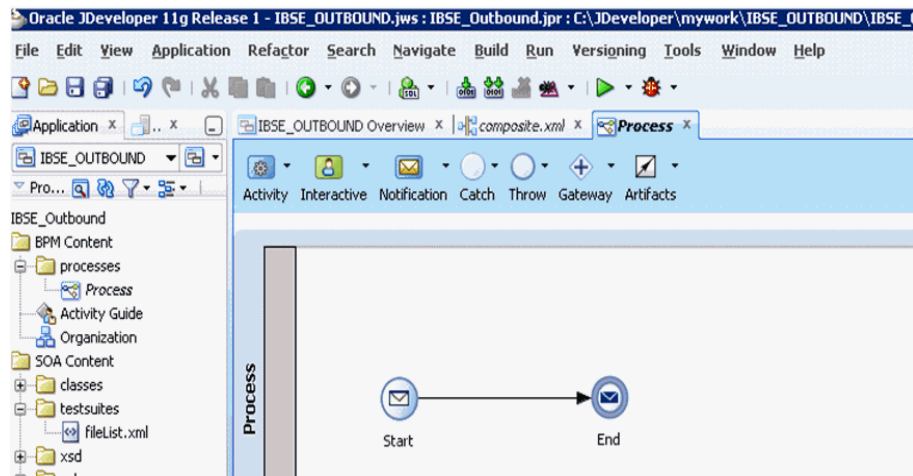 Oracle JDeveloper 11g Release 1 - IBSE_OUTBOUND.jws : IBSE_Outbound.jpr : C:\JDeveloper\mywork\IBSE_OUTBOUND\IBSE_
File Edit View Application Refactor Search Navigate Build Run Versioning Tools Window Help
Application x .. x
IBSE_OUTBOUND Overview x composite.xml x Process x
IBSE_OUTBOUND
Pro...
Activity Interactive Notification Catch Throw Gateway Artifacts
IBSE_Outbound
BPM Content
processes
Process
Activity Guide
Organization
SOA Content
classes
testsuites
fileList.xml
xsd
Process
Start
End